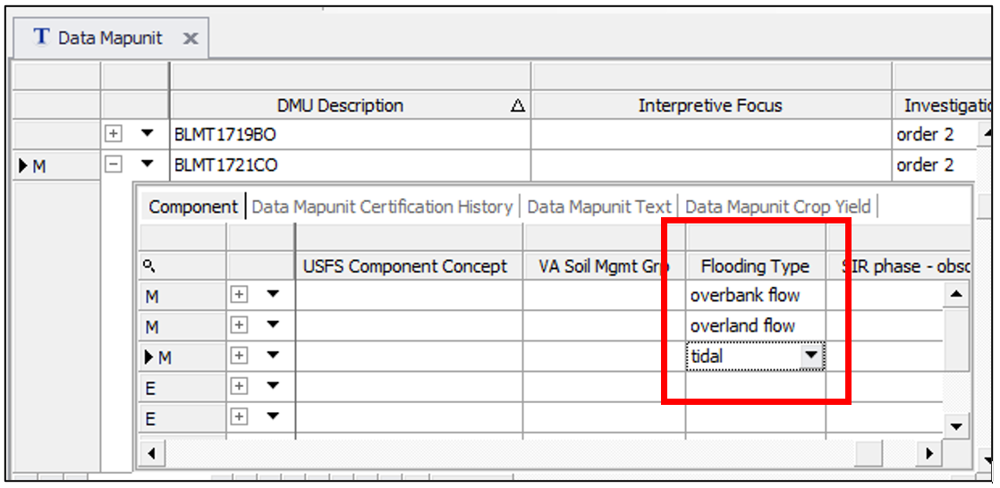 T Data Mapunit x
DMU Description Interpretive Focus Investigatic
BLMT1719BO order 2
M BLMT1721CO order 2
Component Data Mapunit Certification History Data Mapunit Text Data Mapunit Crop Yield
USFS Component Concept VA Soil Mgmt Grp Flooding Type SIR phase - obsc
M overbank flow
M overland flow
M tidal
E
E